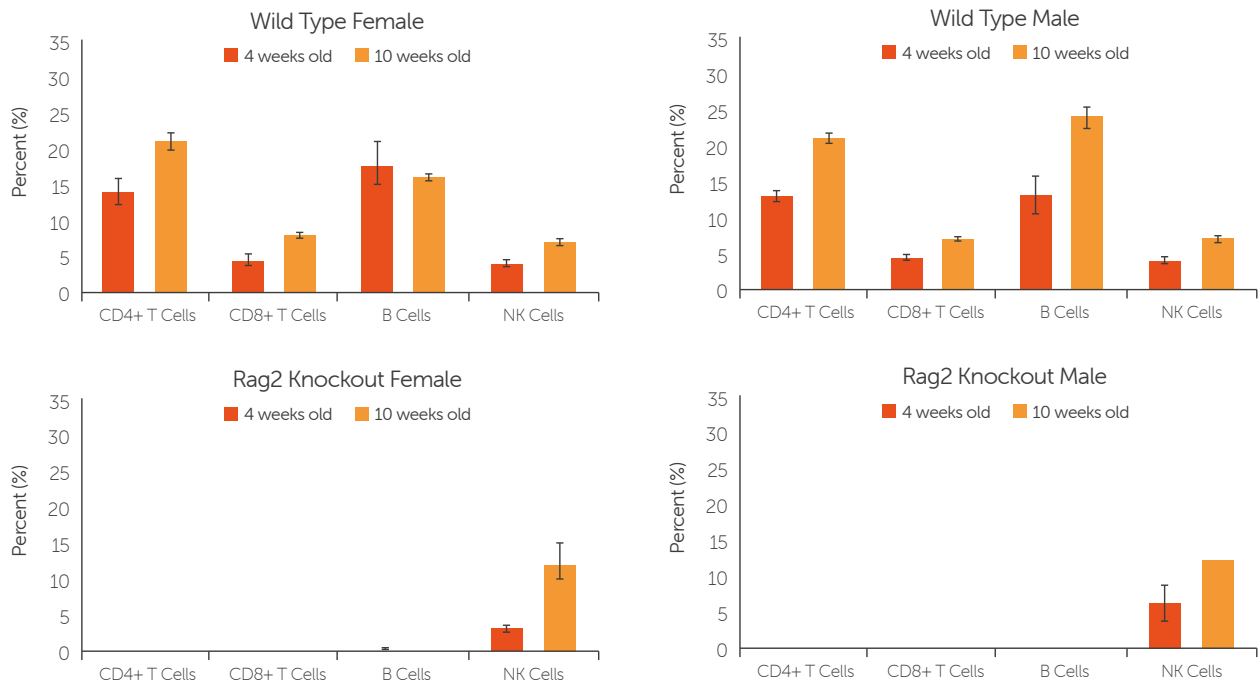 Wild Type Female
4 weeks old 10 weeks old
Percent (%)
35
30
25
20
15
10
5
0
CD4+ T Cells CD8+ T Cells B Cells NK Cells
Wild Type Male
4 weeks old 10 weeks old
Percent (%)
35
30
25
20
15
10
5
0
CD4+ T Cells CD8+ T Cells B Cells NK Cells
Rag2 Knockout Female
4 weeks old 10 weeks old
Percent (%)
35
30
25
20
15
10
5
0
CD4+ T Cells CD8+ T Cells B Cells NK Cells
Rag2 Knockout Male
4 weeks old 10 weeks old
Percent (%)
35
30
25
20
15
10
5
0
CD4+ T Cells CD8+ T Cells B Cells NK Cells